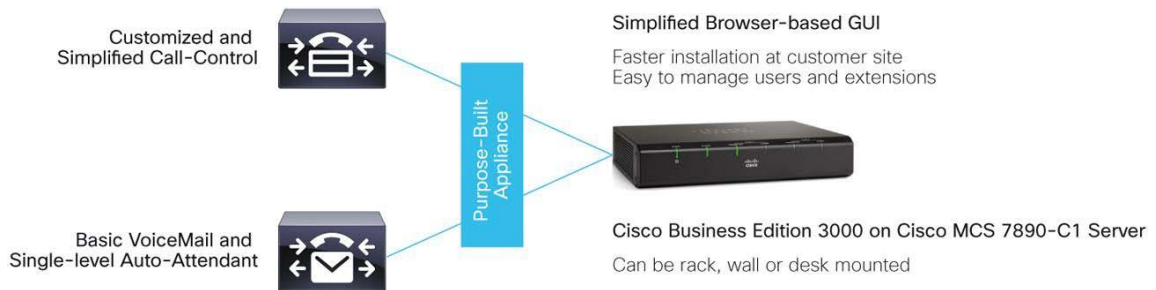 Customized and
Simplified Call-Control
Basic VoiceMail and
Single-level Auto-Attendant
Purpose-Built
Appliance
Simplified Browser-based GUI
Faster installation at customer site
Easy to manage users and extensions
CISCO
Cisco Business Edition 3000 on Cisco MCS 7890-C1 Server
Can be rack, wall or desk mounted